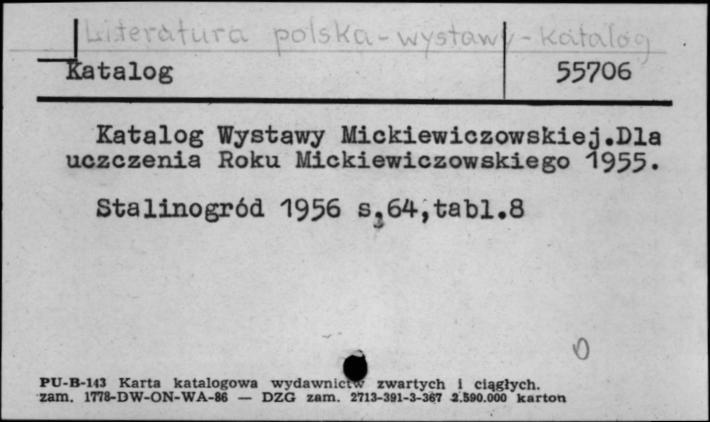 Literatura polska - wystawy - katalog
Katalog 55706
Katalog Wystawy Mickiewiczowskiej.Dla
uczczenia Roku Mickiewiczowskiego 1955.
Stalinogród 1956 s.64,tabl.8
PU-B-143 Karta katalogowa wydawnictw zwartych i ciągłych.
zam. 1778-DW-ON-WA-86 — DZG zam. 2713-391-3-367 2.590.000 karton